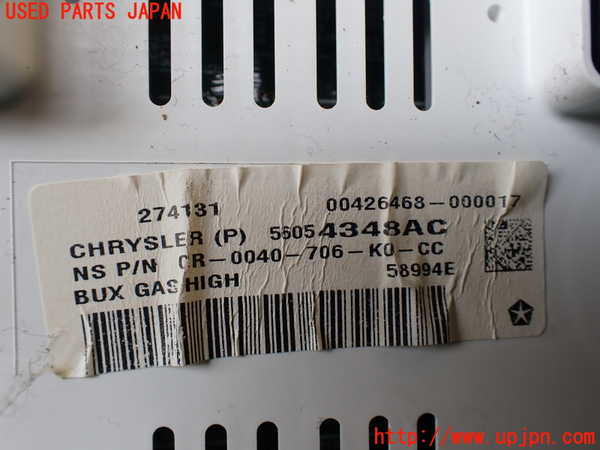 USED PARTS JAPAN
274131 00426468-000017
CHRYSLER (P) 56054348AC
NS P/N CR-0040-706-K0-CC
BUX GAS HIGH 58994E
http://www.upjpn.com